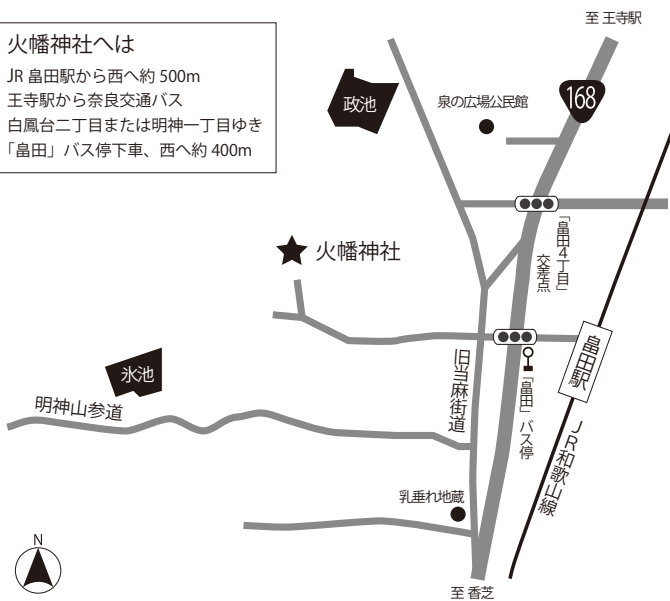 火幡神社へは
JR 畠田駅から西へ約 500m
王寺駅から奈良交通バス
白鳳台二丁目または明神一丁目ゆき
「畠田」バス停下車、西へ約 400m
至 王寺駅
168
政池
泉の広場公民館
「畠田4丁目」
交差点
火幡神社
畠田駅
氷池
旧当麻街道
「畠田」バス停
明神山参道
JR和歌山線
乳垂れ地蔵
N
至 香芝